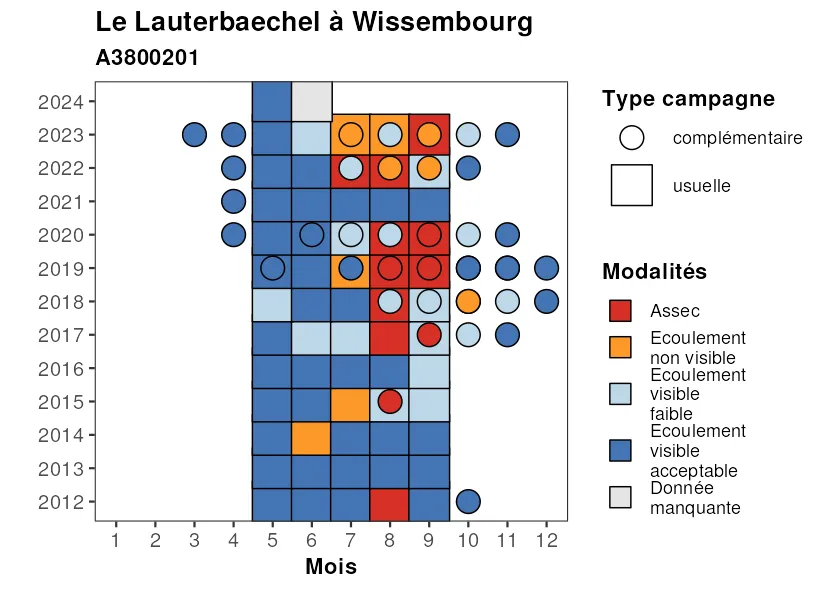 Le Lauterbaechel à Wissembourg
A3800201
2024
2023
2022
2021
2020
2019
2018
2017
2016
2015
2014
2013
2012
1 2 3 4 5 6 7 8 9 10 11 12
Mois
Type campagne
complémentaire
usuelle
Modalités
Assec
Ecoulement
non visible
Ecoulement
visible
faible
Ecoulement
visible
acceptable
Donnée
manquante